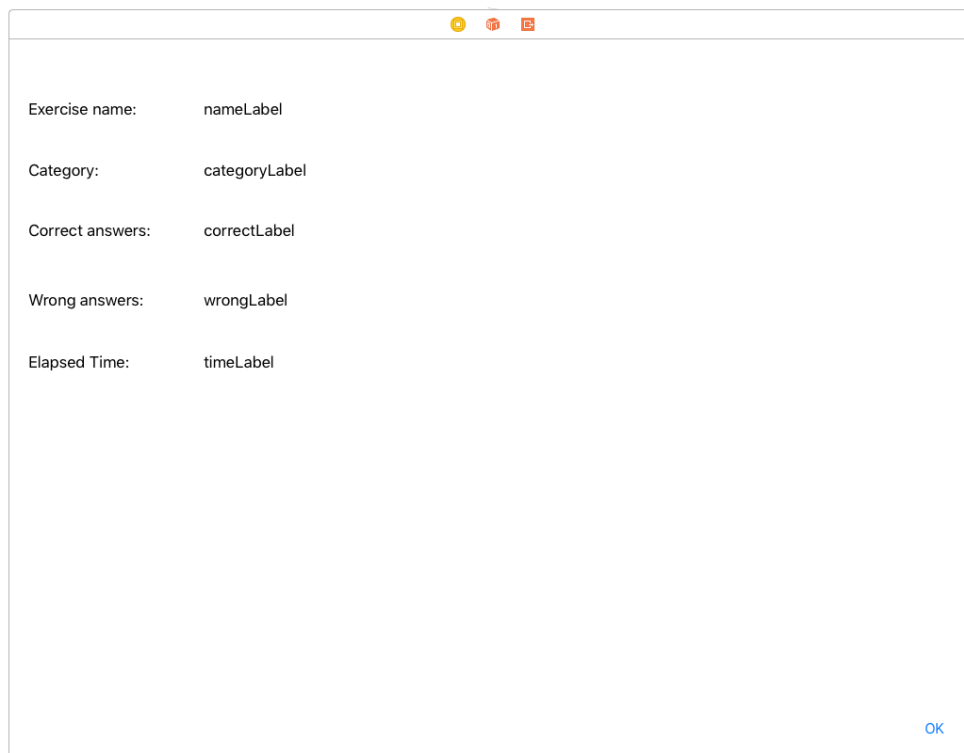 Exercise name: nameLabel
Category: categoryLabel
Correct answers: correctLabel
Wrong answers: wrongLabel
Elapsed Time: timeLabel
OK